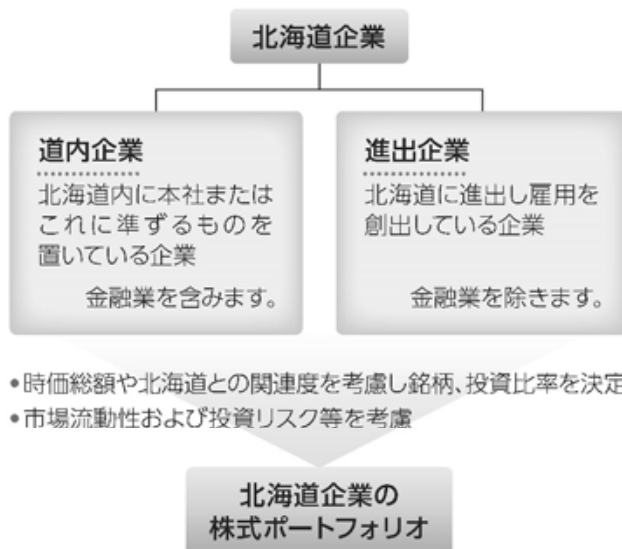 北海道企業
道内企業
北海道内に本社または
これに準ずるものを
置いている企業
金融業を含みます。
進出企業
北海道に進出し雇用を
創出している企業
金融業を除きます。
•時価総額や北海道との関連度を考慮し銘柄、投資比率を決定
•市場流動性および投資リスク等を考慮
北海道企業の
株式ポートフォリオ